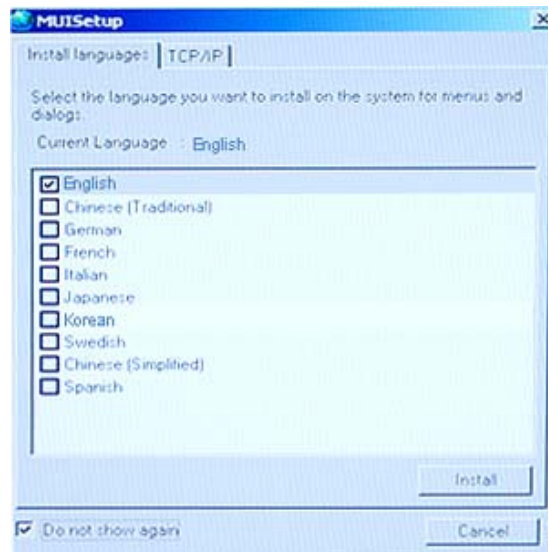 MUISetup
Install languages
TCP/IP
Select the language you want to install on the system for menus and
dialogs.
Current Language : English
English
Chinese (Traditional)
German
French
Italian
Japanese
Korean
Swedish
Chinese (Simplified)
Spanish
Install
Do not show again
Cancel